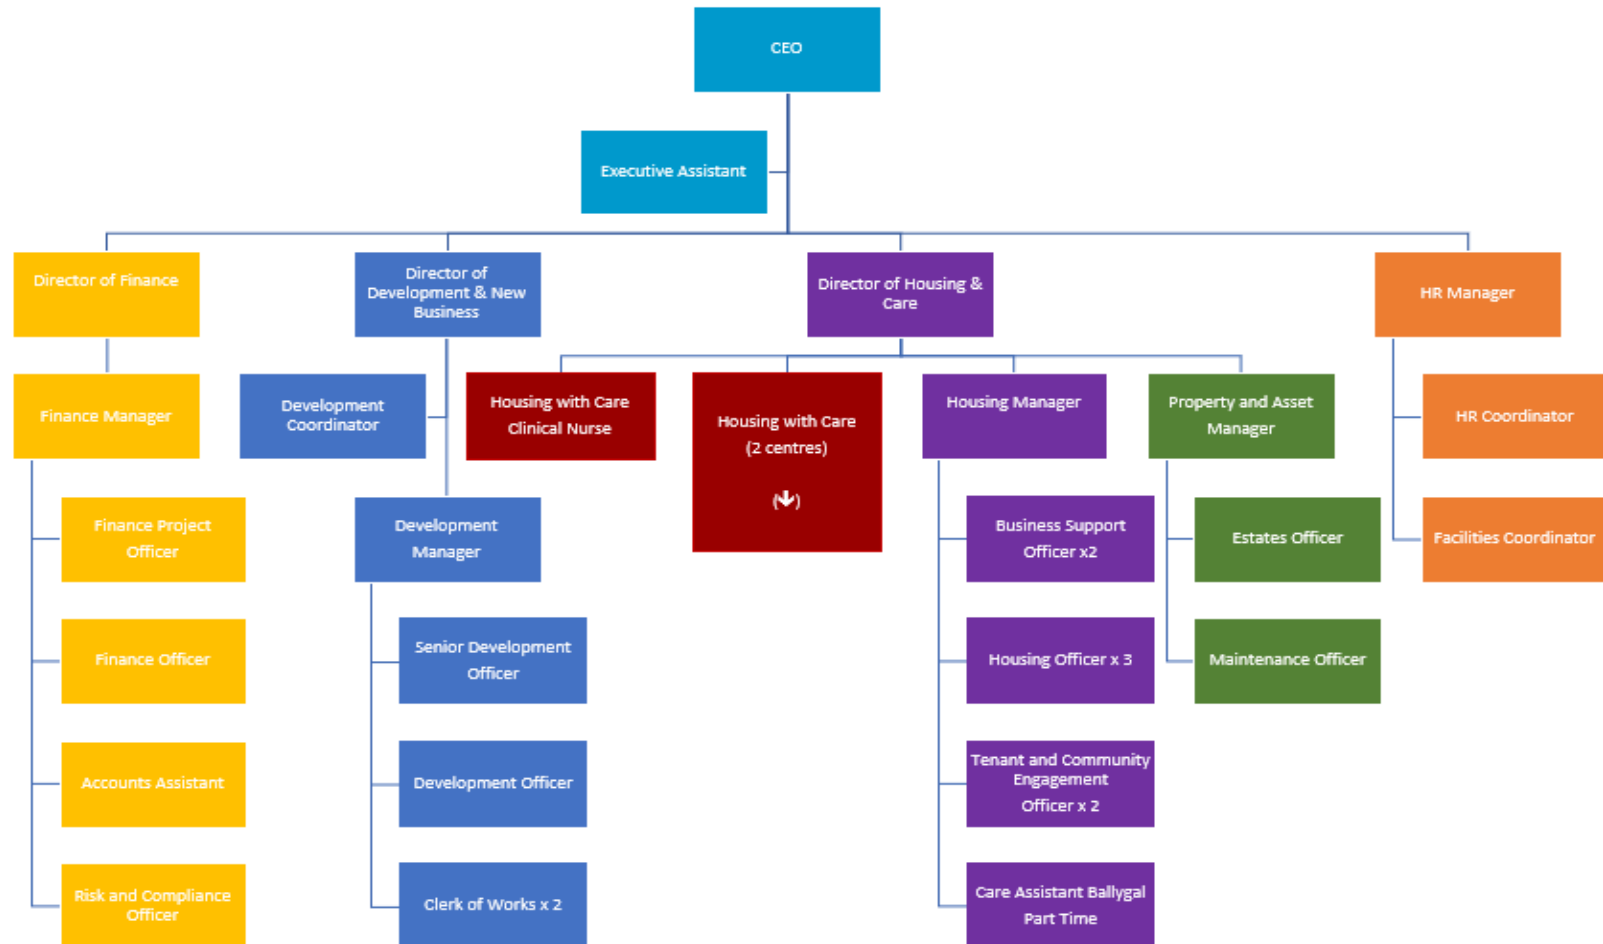 CEO
Executive Assistant
Director of Finance
Director of
Development & New
Business
Director of Housing &
Care
HR Manager
Finance Manager
Development
Coordinator
Housing with Care
Clinical Nurse
Housing with Care
(2 centres)
(🡻)
Housing Manager
Property and Asset
Manager
HR Coordinator
Finance Project
Officer
Development
Manager
Business Support
Officer x2
Estates Officer
Facilities Coordinator
Finance Officer
Senior Development
Officer
Housing Officer x 3
Maintenance Officer
Accounts Assistant
Development Officer
Tenant and Community
Engagement
Officer x 2
Risk and Compliance
Officer
Clerk of Works x 2
Care Assistant Ballygal
Part Time